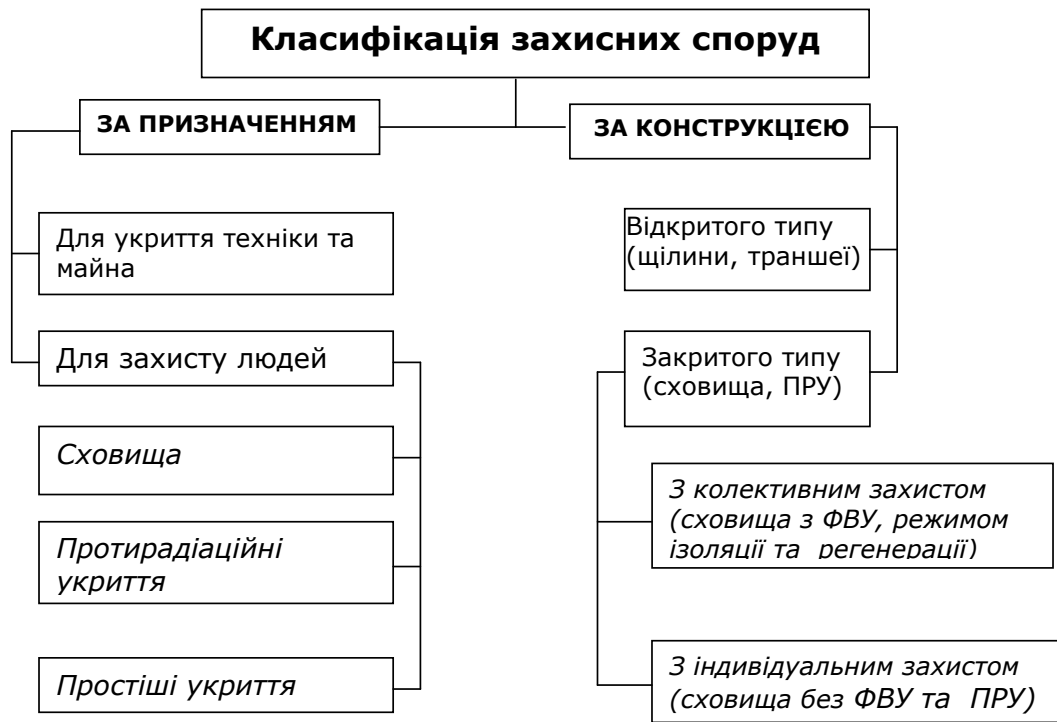 Класифікація захисних споруд
ЗА ПРИЗНАЧЕННЯМ
ЗА КОНСТРУКЦІЄЮ
Для укриття техніки та
майна
Для захисту людей
Сховища
Протирадіаційні
укриття
Простіші укриття
Відкритого типу
(щілини, траншеї)
Закритого типу
(сховища, ПРУ)
З колективним захистом
(сховища з ФВУ, режимом
ізоляції та регенерації)
З індивідуальним захистом
(сховища без ФВУ та ПРУ)